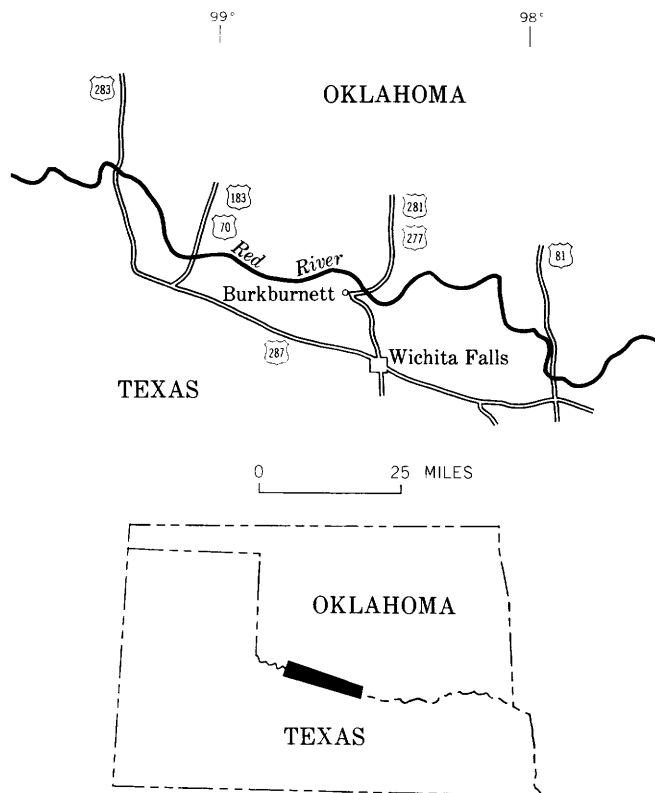 99° 98°
283
OKLAHOMA
183
281
70
277
Red River
81
Burkburnett
287
Wichita Falls
TEXAS
0 25 MILES
OKLAHOMA
TEXAS